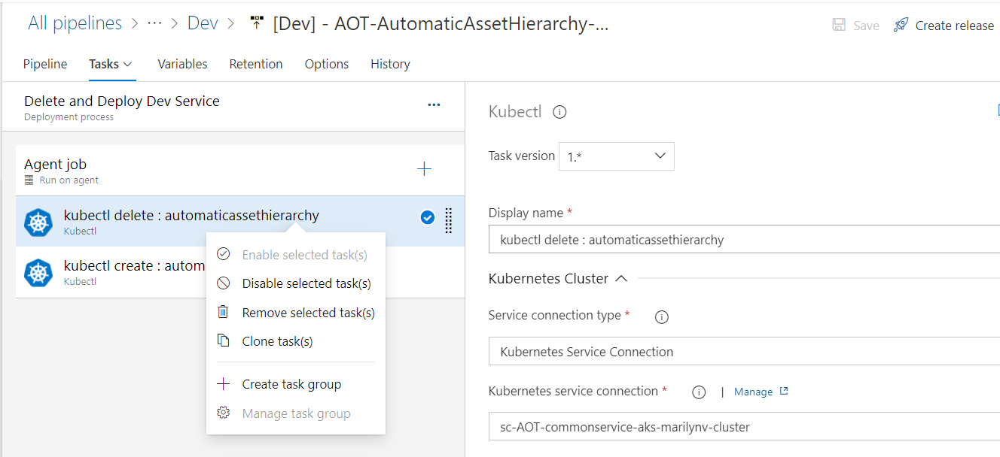 All pipelines > ··· > Dev > [Dev] - AOT-AutomaticAssetHierarchy-...
Save
Create release
Pipeline
Tasks
Variables
Retention
Options
History
Delete and Deploy Dev Service
Deployment process
Agent job
Run on agent
kubectl delete : automaticassethierarchy
Kubectl
kubectl create : autom
Kubectl
Enable selected task(s)
Disable selected task(s)
Remove selected task(s)
Clone task(s)
Create task group
Manage task group
Kubectl
Task version
1.*
Display name *
kubectl delete : automaticassethierarchy
Kubernetes Cluster
Service connection type *
Kubernetes Service Connection
Kubernetes service connection *
| Manage
sc-AOT-commonservice-aks-marilynv-cluster